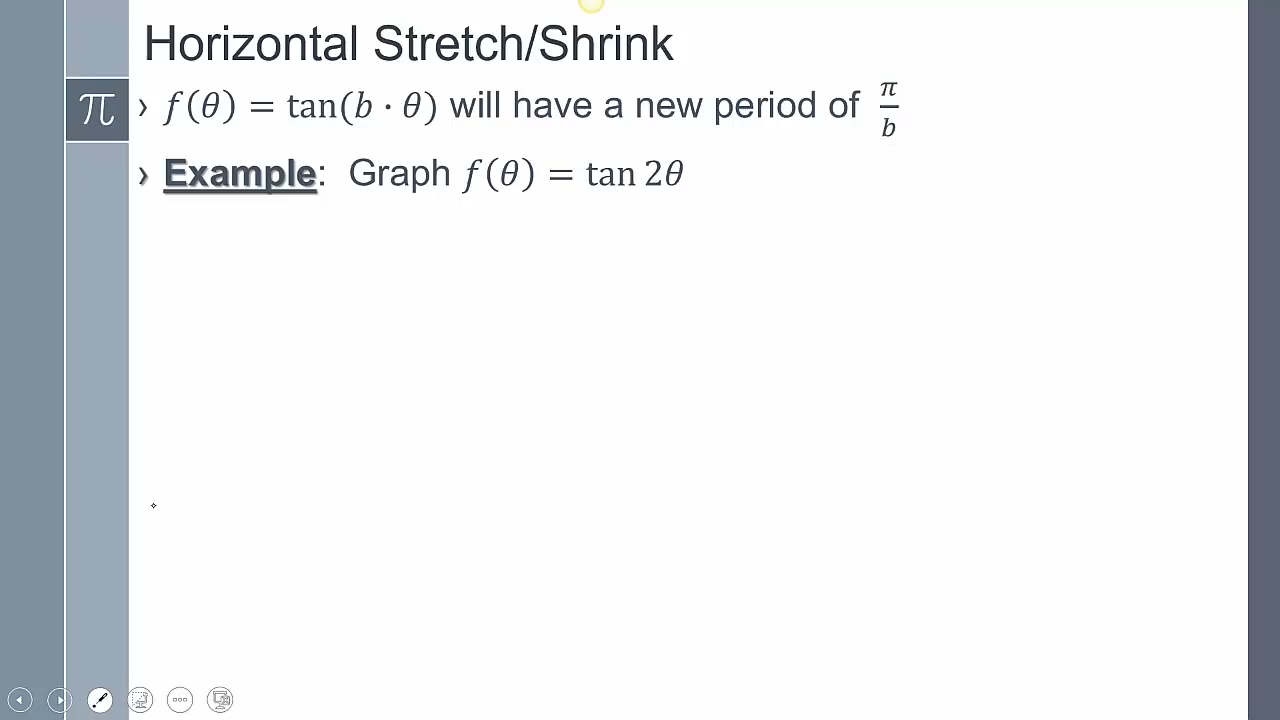 Horizontal Stretch/Shrink
π
› f(θ) = tan(b · θ) will have a new period of π/b
› Example: Graph f(θ) = tan 2θ